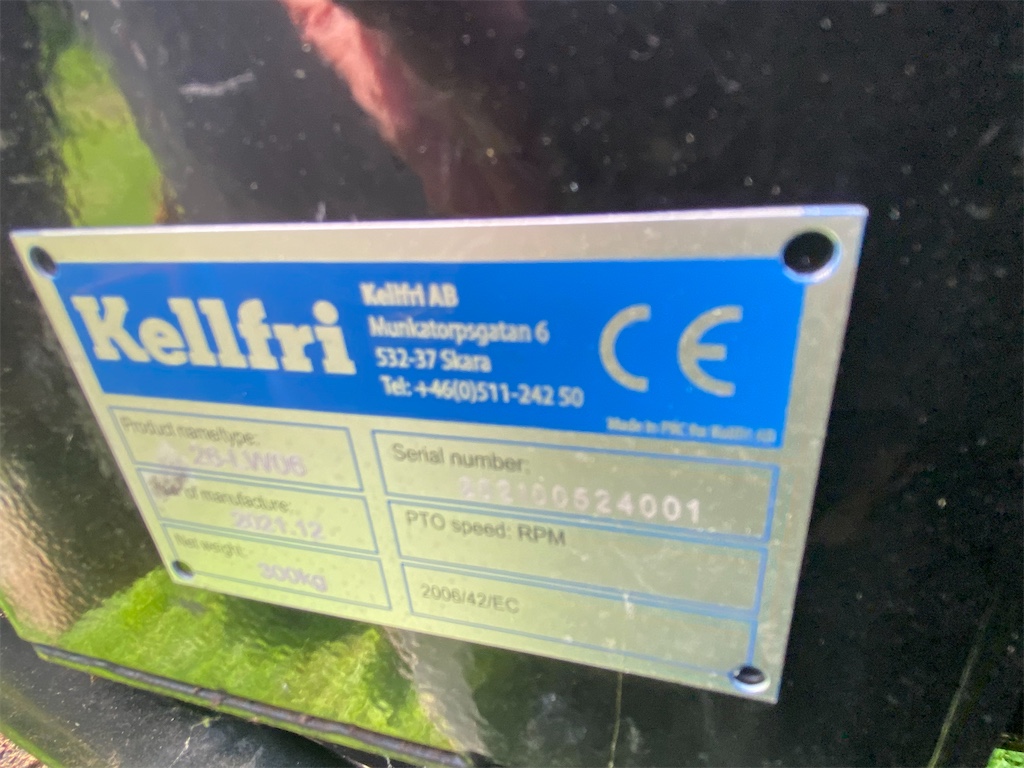 Kellfri
Kellfri AB
Munkatorpsgatan 6
532-37 Skara
Tel: +46(0)511-242 50
CE
Made in PRC for Kellfri AB
Product name/type:
26-LW06
of manufacture:
2021.12
Net weight:
300kg
Serial number:
PTO speed: RPM
2006/42/EC